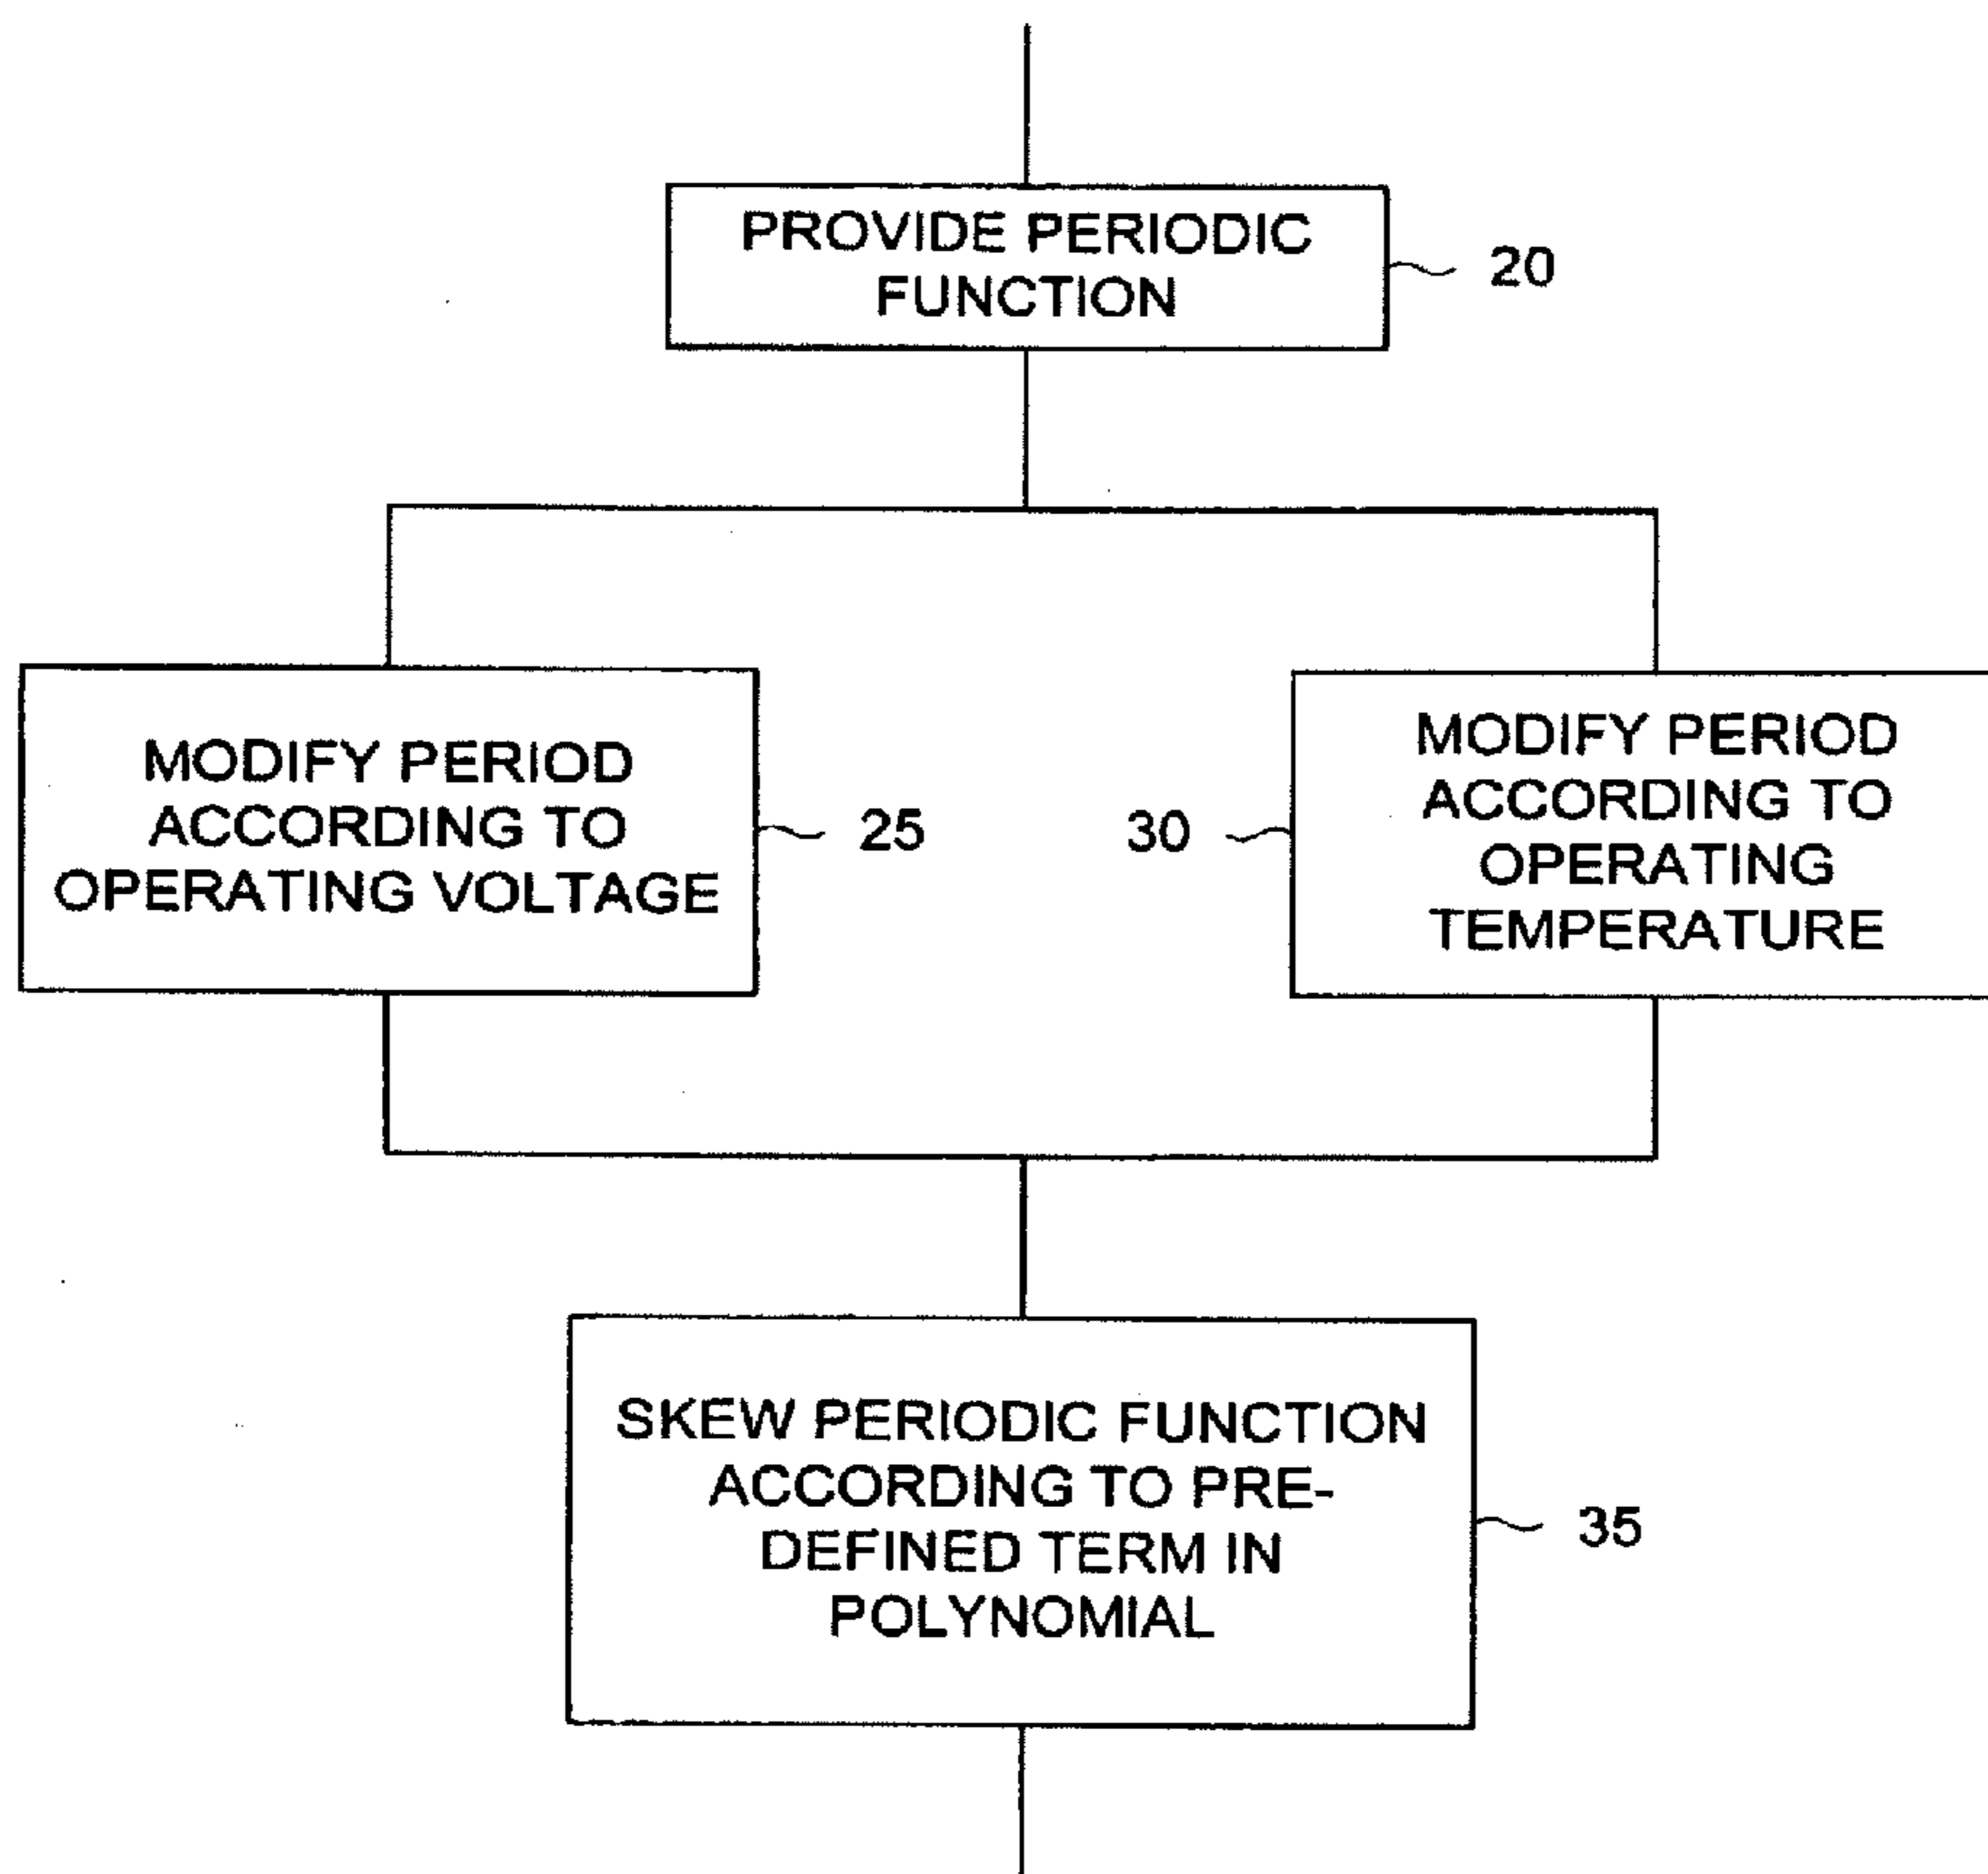 PROVIDE PERIODIC
FUNCTION
20
MODIFY PERIOD
ACCORDING TO
OPERATING VOLTAGE
25
30
MODIFY PERIOD
ACCORDING TO
OPERATING
TEMPERATURE
SKEW PERIODIC FUNCTION
ACCORDING TO PRE-
DEFINED TERM IN
POLYNOMIAL
35